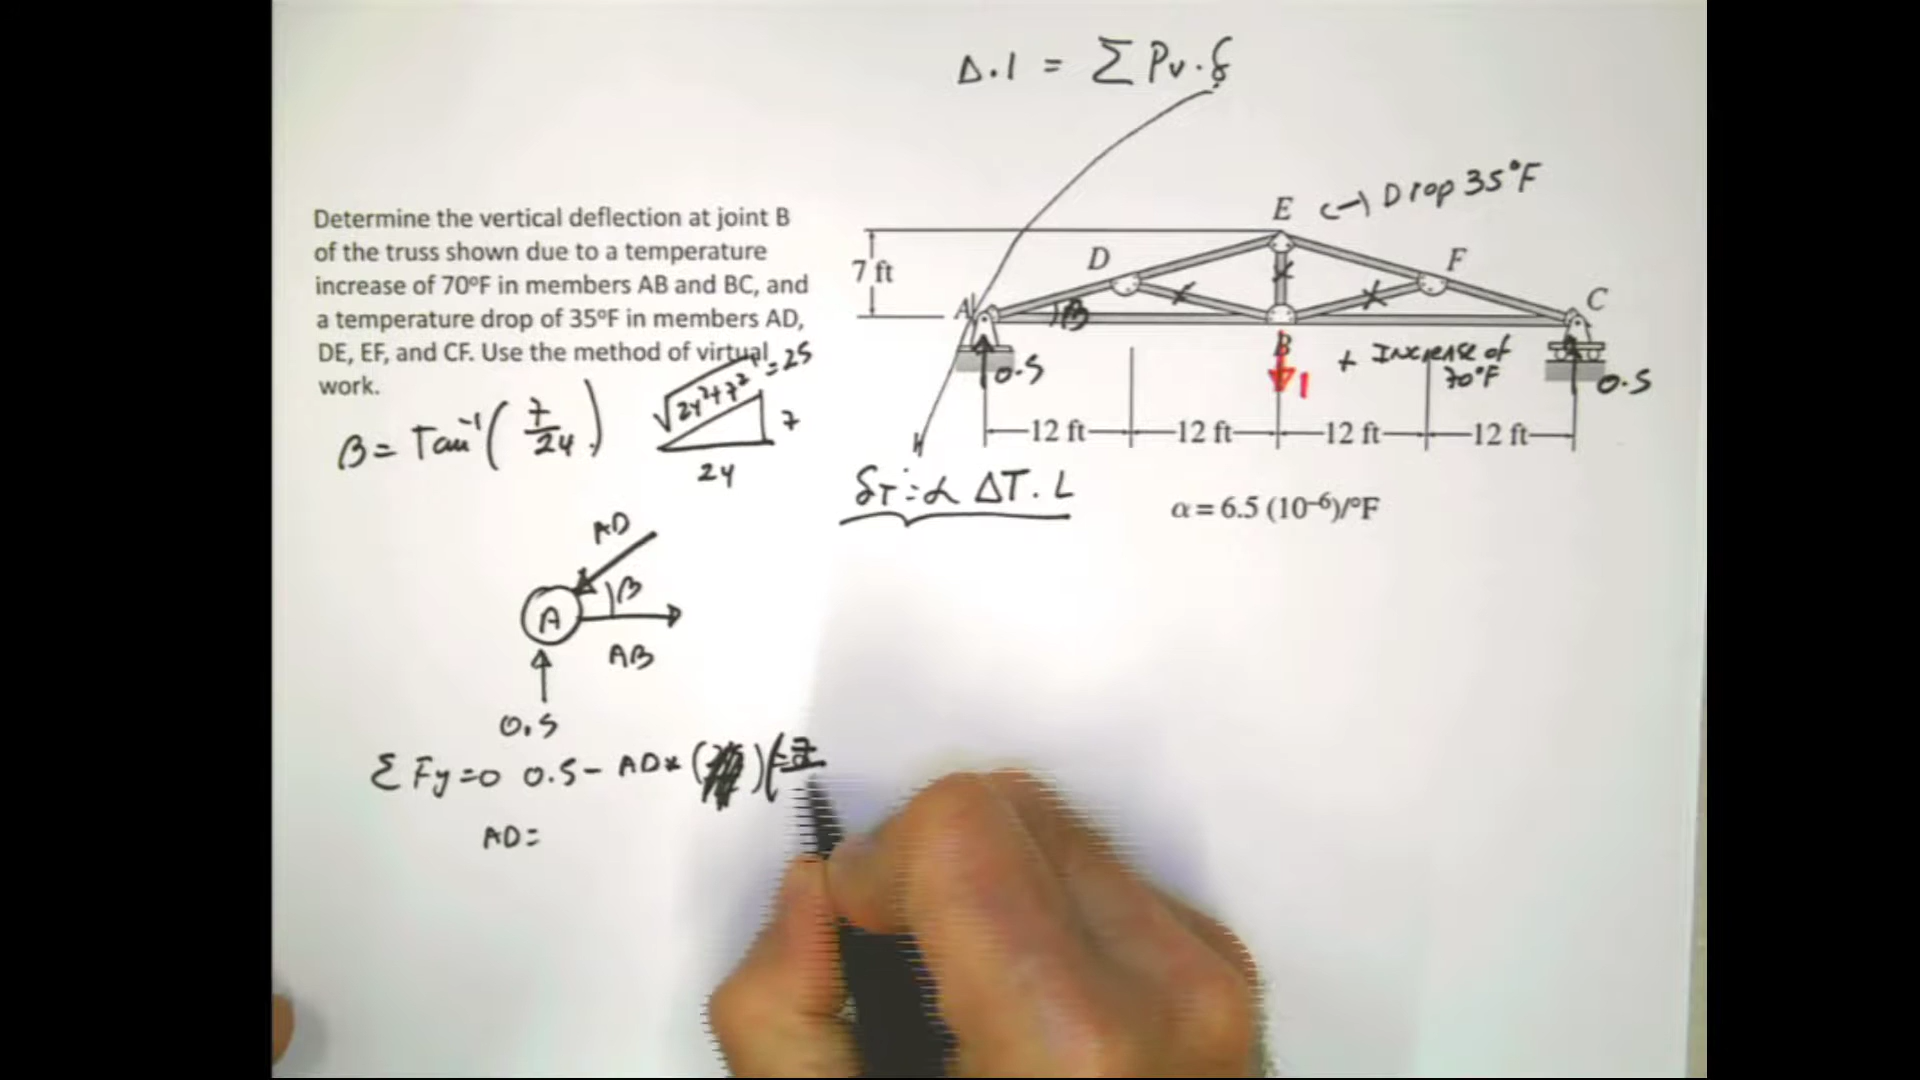 Δ.1 = Σ Pv.δ
Determine the vertical deflection at joint B
of the truss shown due to a temperature
increase of 70ºF in members AB and BC, and
a temperature drop of 35ºF in members AD,
DE, EF, and CF. Use the method of virtual
work.
E Drop 35°F
D F
7 ft
A β C
B + Increase of
70°F
0.5 1 0.5
12 ft 12 ft 12 ft 12 ft
β = Tan⁻¹ ( 7/24 )
√24²+7² = 25
7
24
δT = α ΔT. L
α = 6.5 (10⁻⁶)/ºF
AD
β
A
AB
0.5
Σ Fy = 0 0.5 - AD*
7
AD =